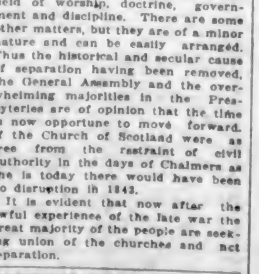 field of worship, doctrine, govern-
ment and discipline. There are some
other matters, but they are of a minor
nature and can be easily arranged.
Thus the historical and secular cause
of separation having been removed,
the General Assembly and the over-
whelming majorities in the Pres-
byteries are of opinion that the time
is now opportune to move forward.
If the Church of Scotland were as
free from the restraint of civil
authority in the days of Chalmers as
she is today there would have been
no disruption in 1843.
It is evident that now after the
awful experience of the late war the
great majority of the people are seek-
ing union of the churches and not
separation.